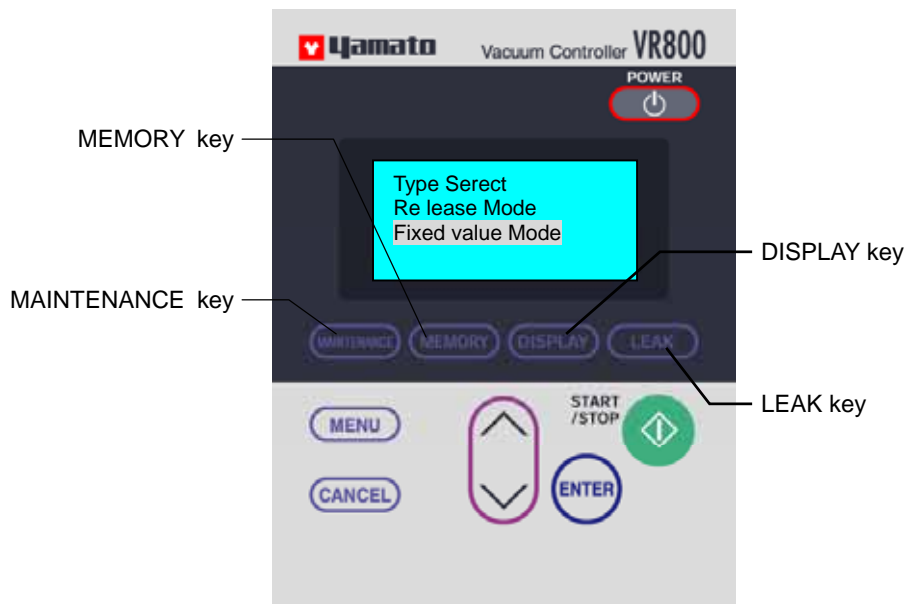 Yamato Vacuum Controller VR800
POWER
MEMORY key
Type Serect
Re lease Mode
Fixed value Mode
DISPLAY key
MAINTENANCE key
MAINTENANCE MEMORY DISPLAY LEAK
LEAK key
START
/STOP
MENU
ENTER
CANCEL